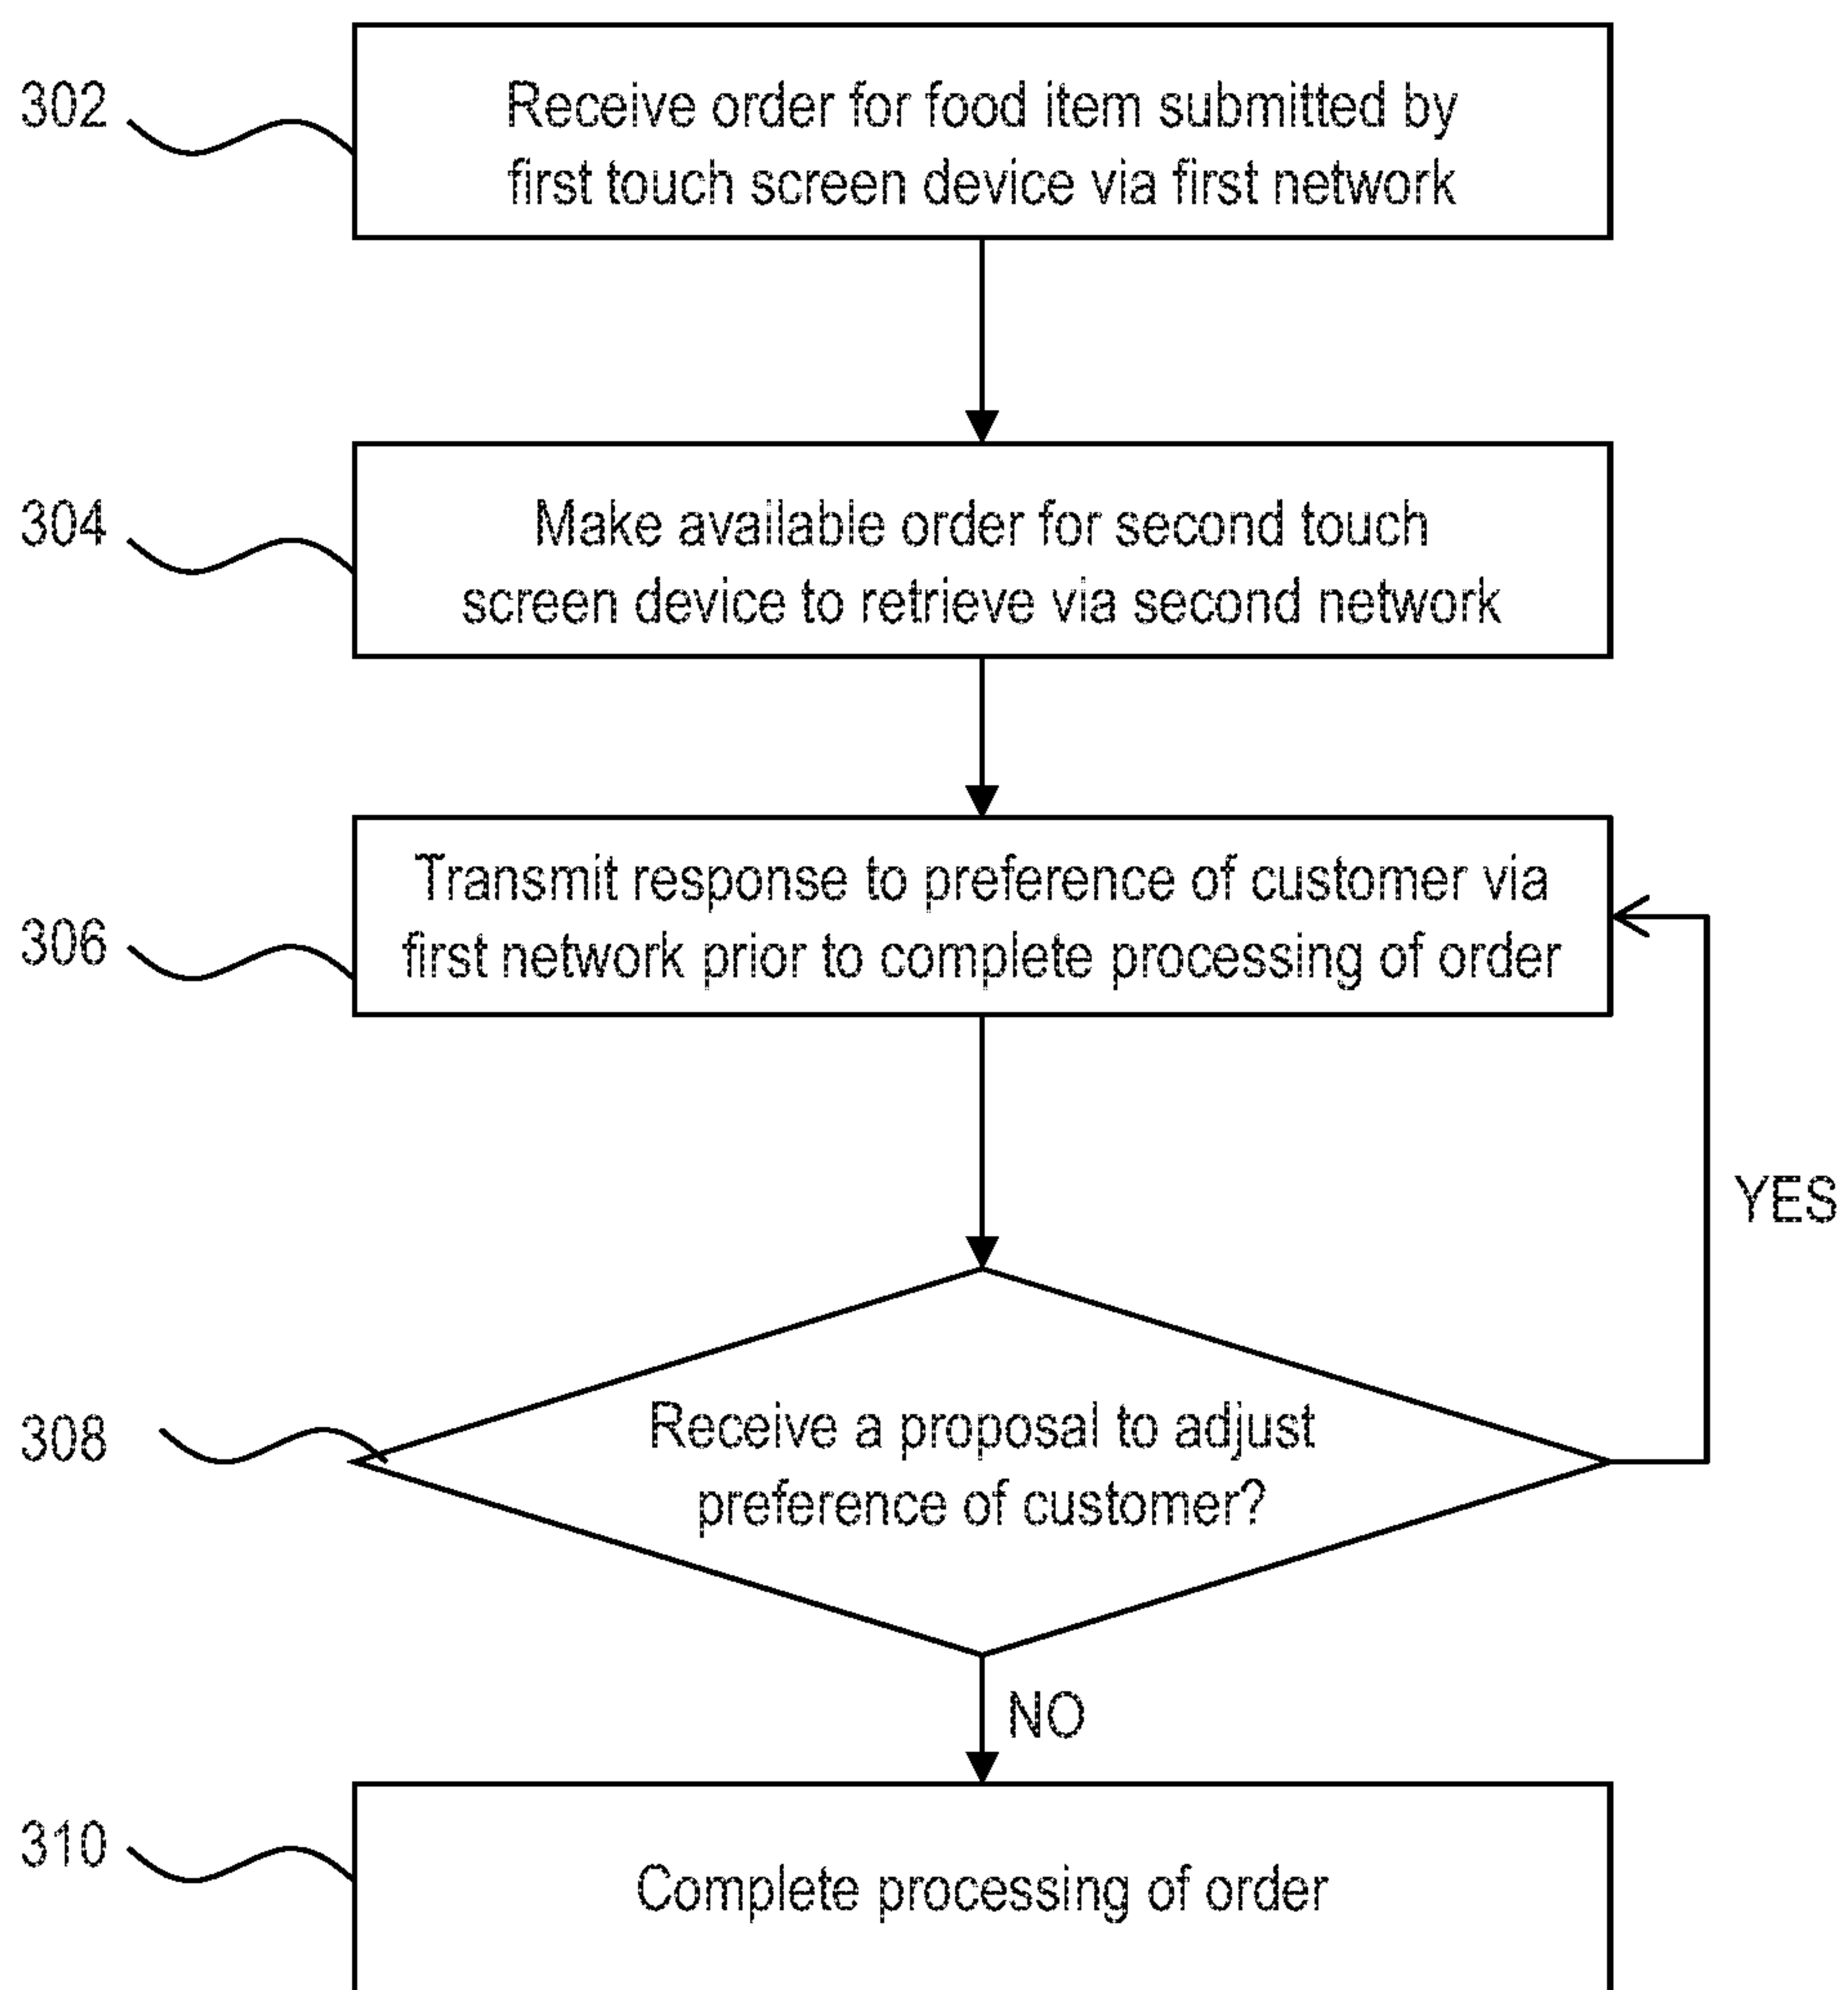 302
Receive order for food item submitted by
first touch screen device via first network
304
Make available order for second touch
screen device to retrieve via second network
306
Transmit response to preference of customer via
first network prior to complete processing of order
YES
308
Receive a proposal to adjust
preference of customer?
NO
310
Complete processing of order